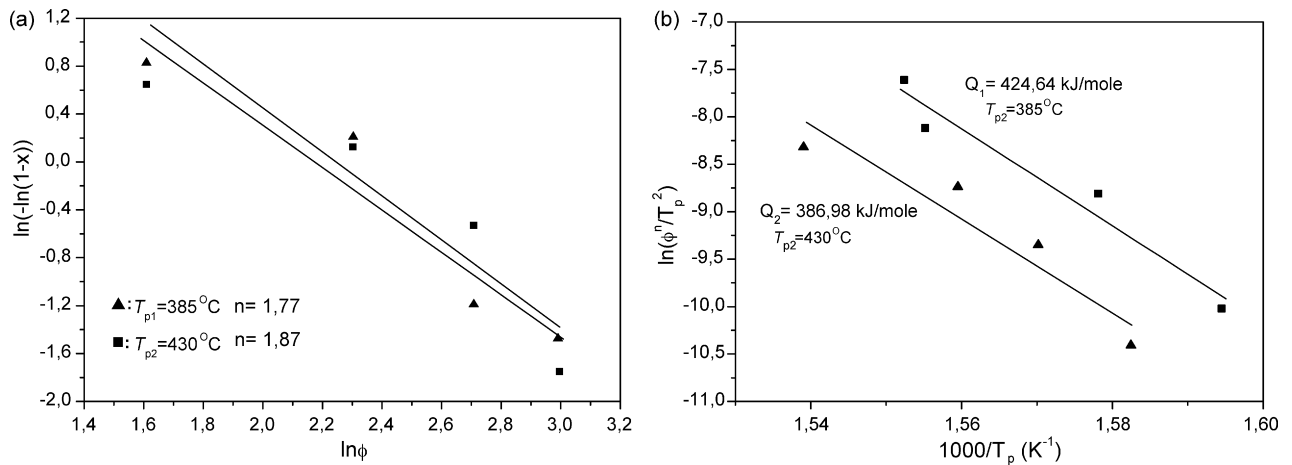 (a)
1,2
0,8
0,4
0,0
-0,4
-0,8
-1,2
-1,6
-2,0
ln(-ln(1-x))
▲:Tp1=385°C n= 1,77
■:Tp2=430°C n= 1,87
1,4 1,6 1,8 2,0 2,2 2,4 2,6 2,8 3,0 3,2
lnϕ
(b)
-7,0
-7,5
-8,0
-8,5
-9,0
-9,5
-10,0
-10,5
-11,0
ln(ϕⁿ/Tp²)
Q1= 424,64 kJ/mole
Tp2=385°C
Q2= 386,98 kJ/mole
Tp2=430°C
1,54 1,56 1,58 1,60
1000/Tp (K⁻¹)